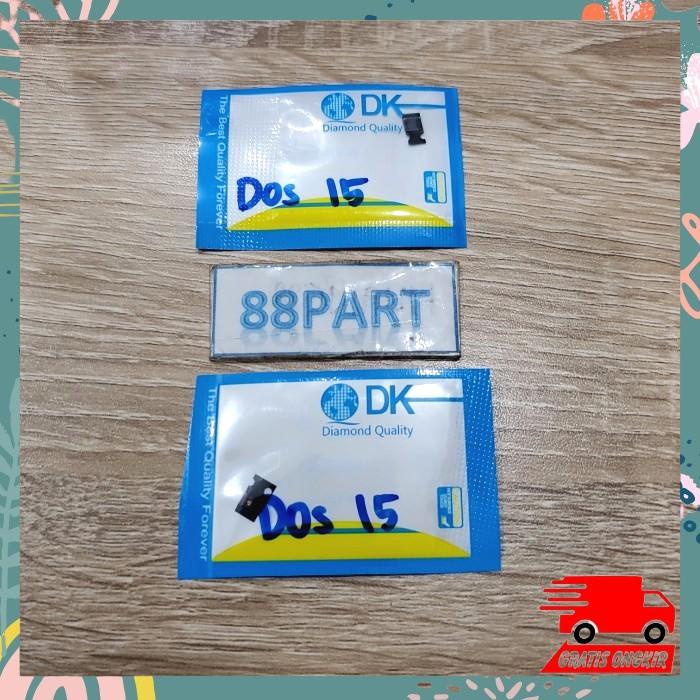 DK
Diamond Quality
The Best Quality Forever
Dos 15
88PART
DK
Diamond Quality
The Best Quality Forever
Dos 15
GRATIS ONGKIR